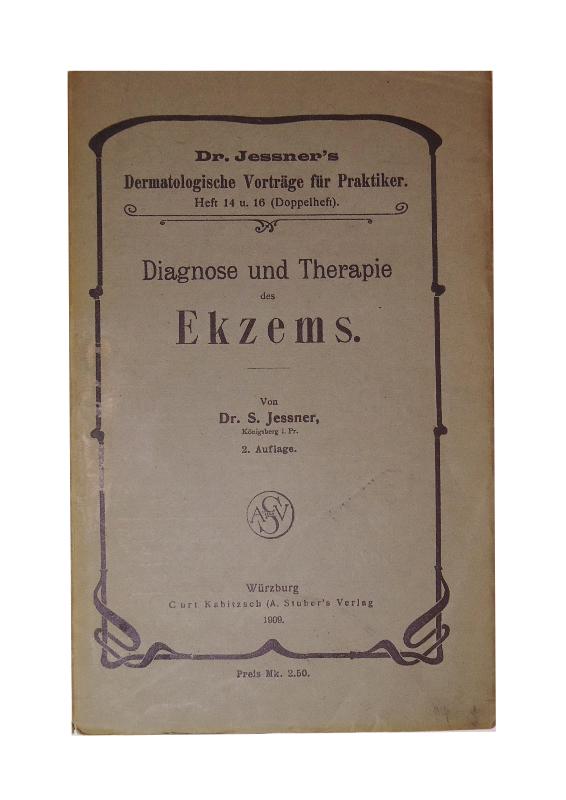 Dr. Jessner's
Dermatologische Vorträge für Praktiker.
Heft 14 u. 16 (Doppelheft).
Diagnose und Therapie
des
Ekzems.
Von
Dr. S. Jessner,
Königsberg i. Pr.
2. Auflage.
Würzburg
Curt Kabitzsch (A. Stuber's Verlag
1909.
Preis Mk. 2.50.